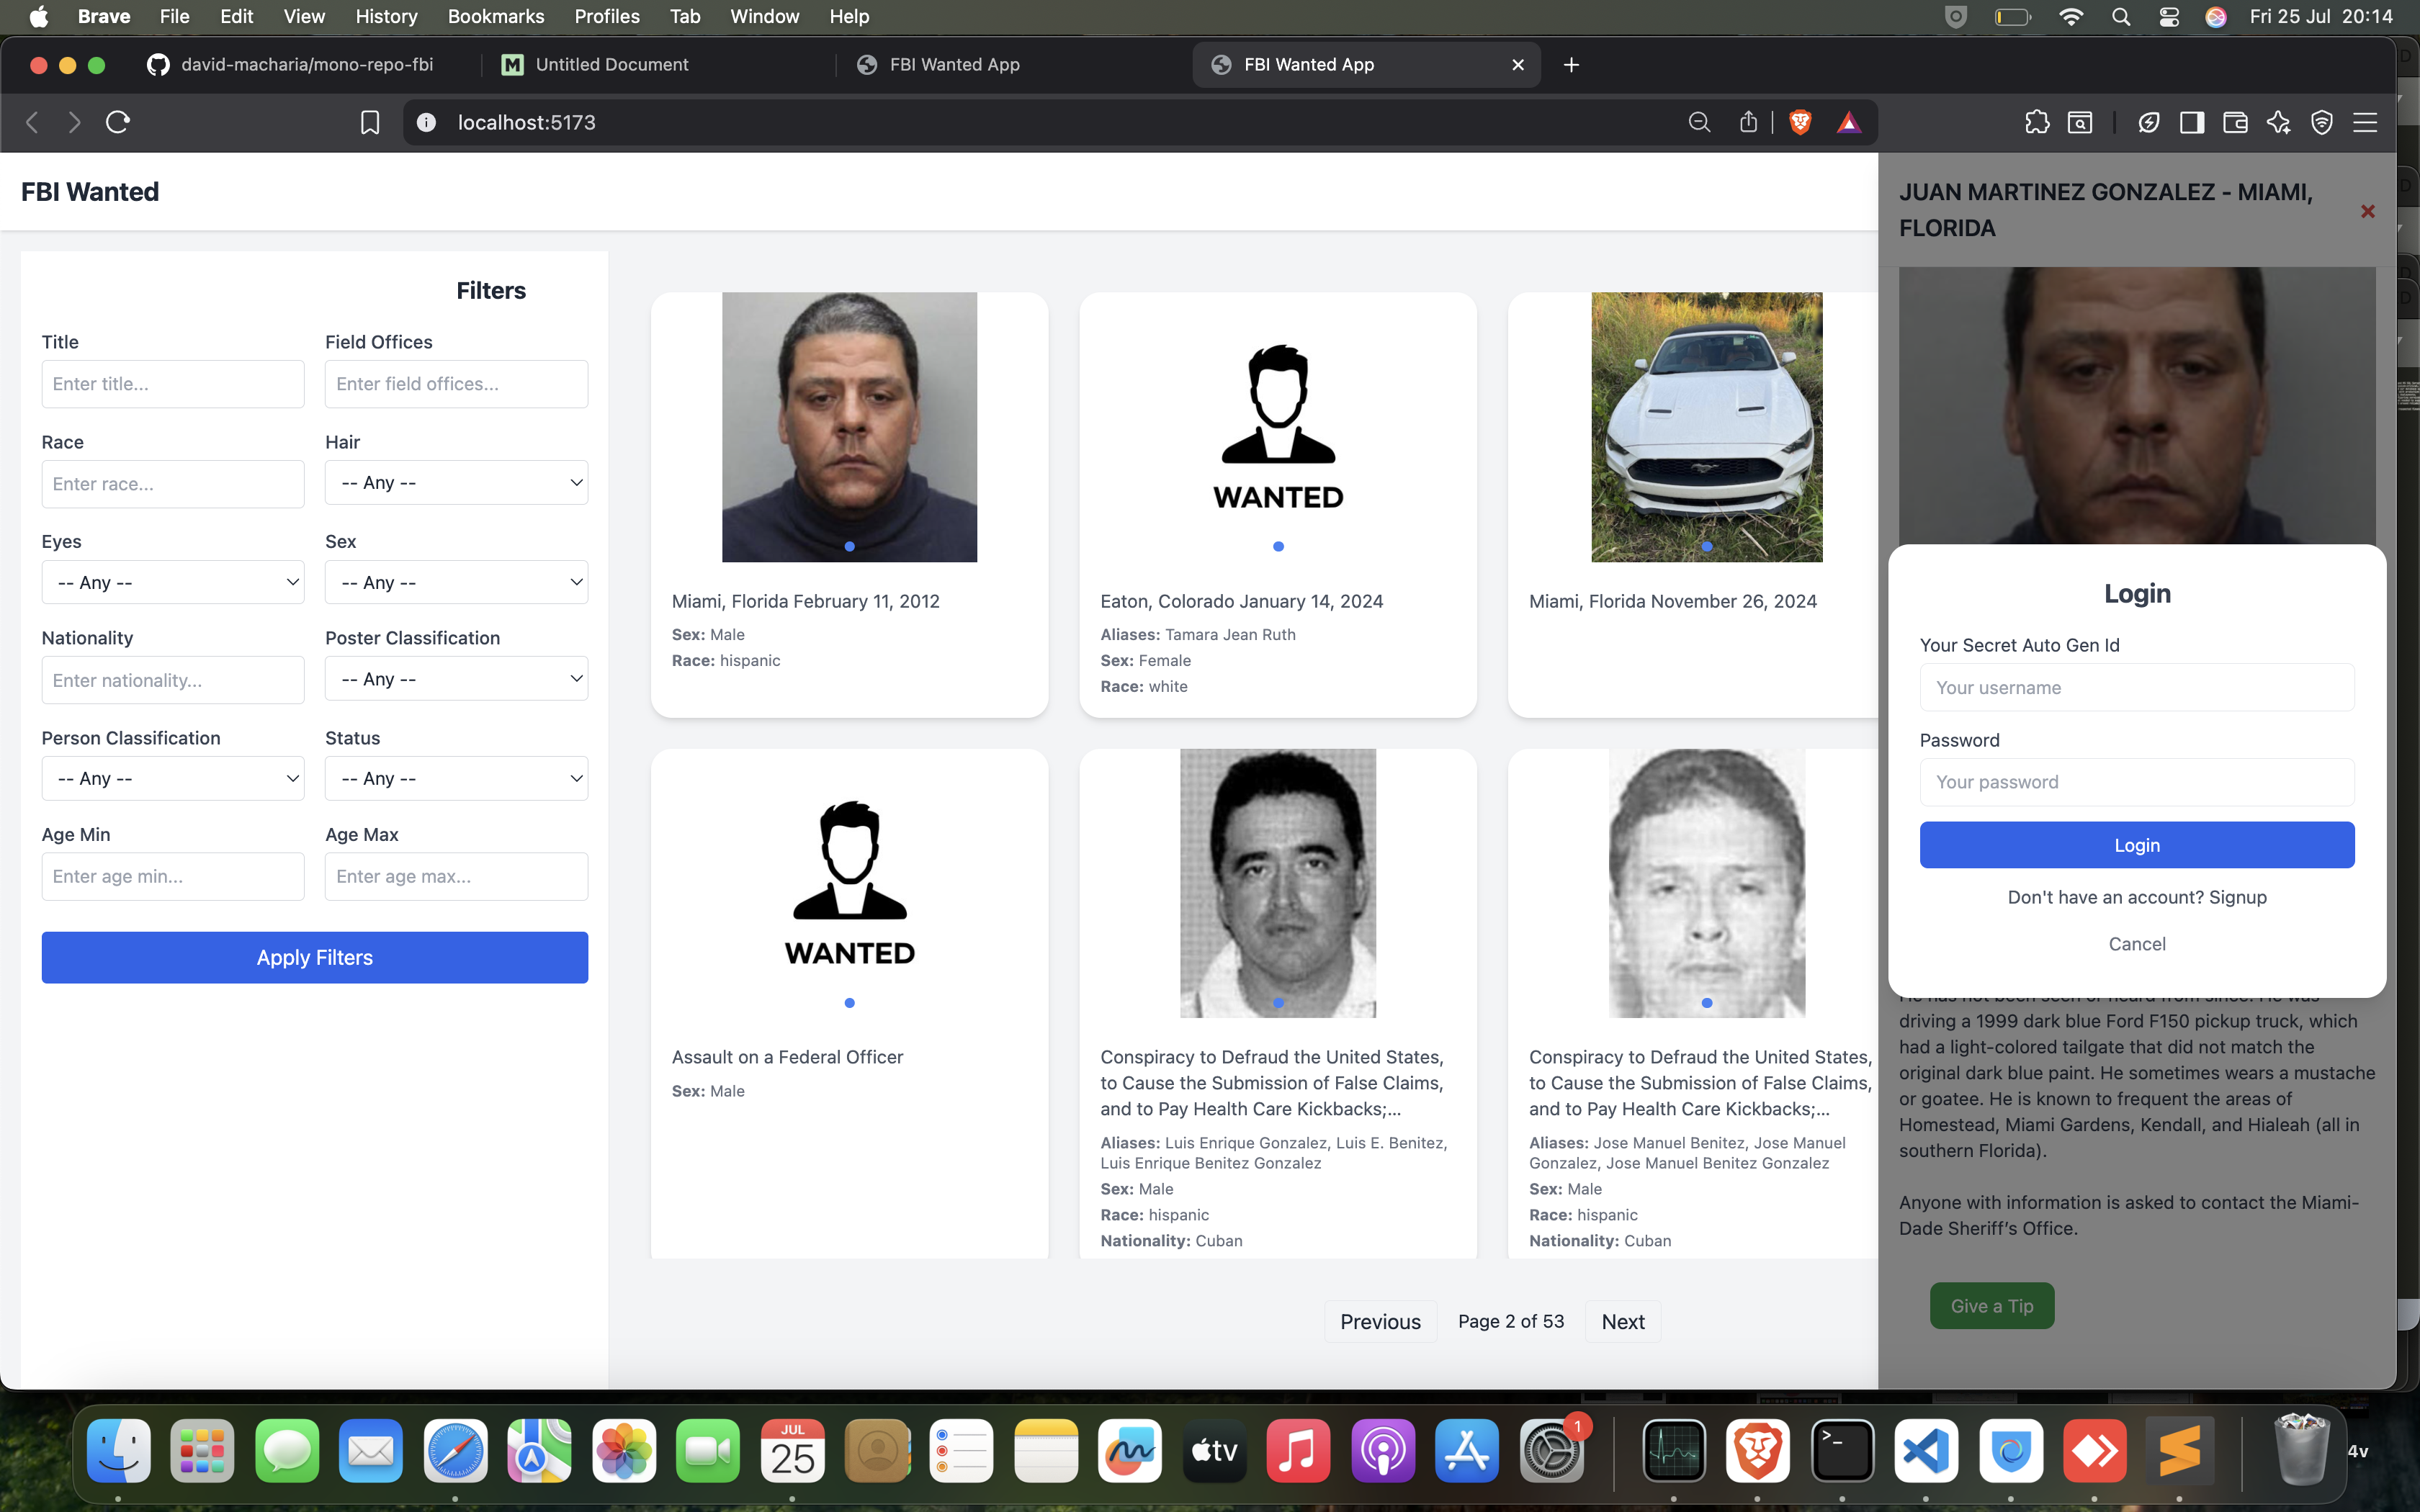 Brave File Edit View History Bookmarks Profiles Tab Window Help Fri 25 Jul 20:14
david-macharia/mono-repo-fbi Untitled Document FBI Wanted App FBI Wanted App
localhost:5173
FBI Wanted
Filters
Title Field Offices
Enter title... Enter field offices...
Race Hair
Enter race... -- Any --
Eyes Sex
-- Any -- -- Any --
Nationality Poster Classification
Enter nationality... -- Any --
Person Classification Status
-- Any -- -- Any --
Age Min Age Max
Enter age min... Enter age max...
Apply Filters
Miami, Florida February 11, 2012
Sex: Male
Race: hispanic
WANTED
Eaton, Colorado January 14, 2024
Aliases: Tamara Jean Ruth
Sex: Female
Race: white
Miami, Florida November 26, 2024
WANTED
Assault on a Federal Officer
Sex: Male
Conspiracy to Defraud the United States,
to Cause the Submission of False Claims,
and to Pay Health Care Kickbacks;...
Aliases: Luis Enrique Gonzalez, Luis E. Benitez,
Luis Enrique Benitez Gonzalez
Sex: Male
Race: hispanic
Nationality: Cuban
Conspiracy to Defraud the United States,
to Cause the Submission of False Claims,
and to Pay Health Care Kickbacks;...
Aliases: Jose Manuel Benitez, Jose Manuel
Gonzalez, Jose Manuel Benitez Gonzalez
Sex: Male
Race: hispanic
Nationality: Cuban
Previous Page 2 of 53 Next
JUAN MARTINEZ GONZALEZ - MIAMI,
FLORIDA
Login
Your Secret Auto Gen Id
Your username
Password
Your password
Login
Don't have an account? Signup
Cancel
He has not been seen or heard from since. He was
driving a 1999 dark blue Ford F150 pickup truck, which
had a light-colored tailgate that did not match the
original dark blue paint. He sometimes wears a mustache
or goatee. He is known to frequent the areas of
Homestead, Miami Gardens, Kendall, and Hialeah (all in
southern Florida).
Anyone with information is asked to contact the Miami-
Dade Sheriff’s Office.
Give a Tip
JUL
25
tv
1
4v